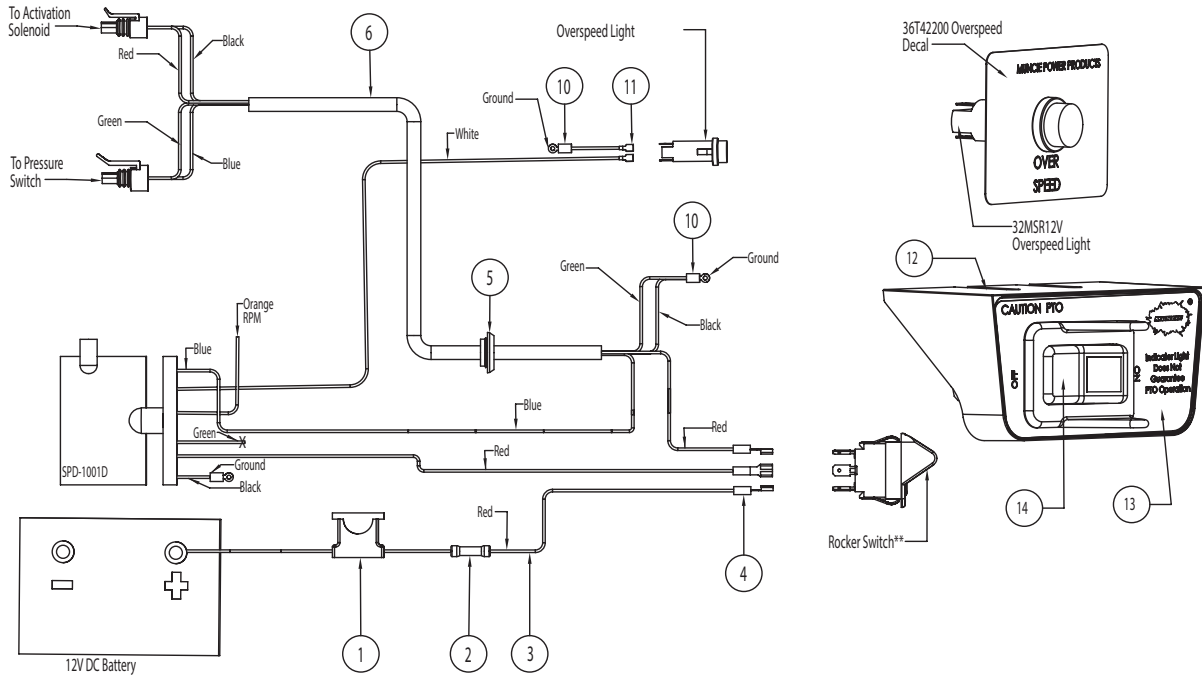 To Activation
Solenoid
Red
Black
6
Overspeed Light
Ground
10
11
White
Green
Blue
To Pressure
Switch
36T42200 Overspeed
Decal
MUNCIE POWER PRODUCTS
OVER
SPEED
32MSR12V
Overspeed Light
12
5
10
Ground
Green
Black
Orange
RPM
Blue
Blue
Green
X
SPD-1001D
Ground
Black
Red
Red
CAUTION PTO
®
OFF
ON
Indicator Light
Does Not
Guarantee
PTO Operation
14
13
Rocker Switch**
Red
1
2
3
4
12V DC Battery